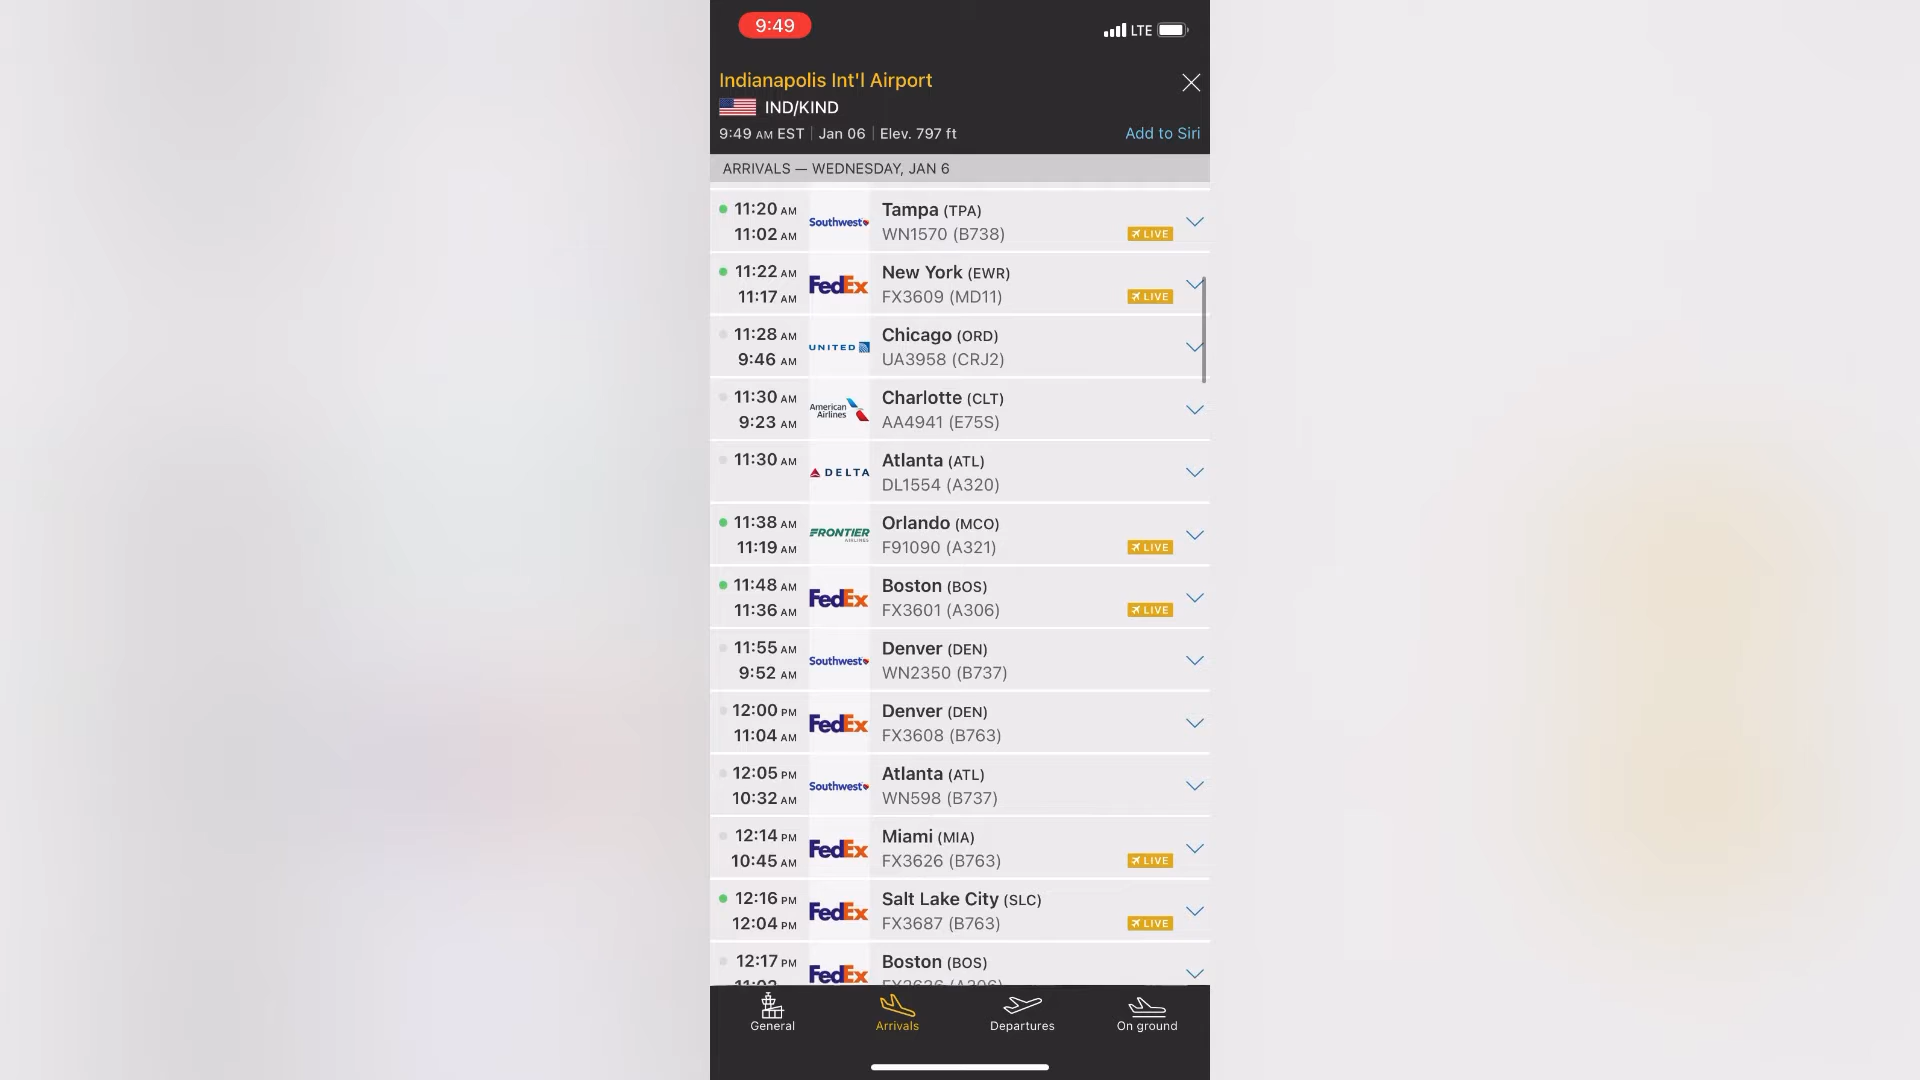 9:49
LTE
Indianapolis Int'l Airport
IND/KIND
9:49 AM EST | Jan 06 | Elev. 797 ft
Add to Siri
ARRIVALS — WEDNESDAY, JAN 6
11:20 AM Southwest Tampa (TPA)
11:02 AM WN1570 (B738) LIVE
11:22 AM FedEx New York (EWR)
11:17 AM FX3609 (MD11) LIVE
11:28 AM UNITED Chicago (ORD)
9:46 AM UA3958 (CRJ2)
11:30 AM American Airlines Charlotte (CLT)
9:23 AM AA4941 (E75S)
11:30 AM DELTA Atlanta (ATL)
DL1554 (A320)
11:38 AM FRONTIER AIRLINES Orlando (MCO)
11:19 AM F91090 (A321) LIVE
11:48 AM FedEx Boston (BOS)
11:36 AM FX3601 (A306) LIVE
11:55 AM Southwest Denver (DEN)
9:52 AM WN2350 (B737)
12:00 PM FedEx Denver (DEN)
11:04 AM FX3608 (B763)
12:05 PM Southwest Atlanta (ATL)
10:32 AM WN598 (B737)
12:14 PM FedEx Miami (MIA)
10:45 AM FX3626 (B763) LIVE
12:16 PM FedEx Salt Lake City (SLC)
12:04 PM FX3687 (B763) LIVE
12:17 PM FedEx Boston (BOS)
General
Arrivals
Departures
On ground